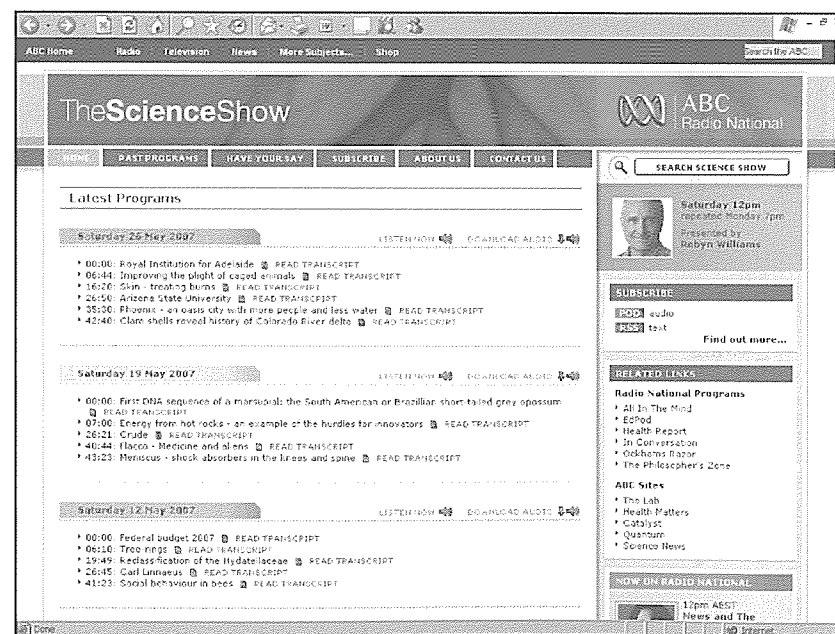 ABC Home Radio Television News More Subjects... Shop
Search the ABC
TheScienceShow
ABC
Radio National
HOME PAST PROGRAMS HAVE YOUR SAY SUBSCRIBE ABOUT US CONTACT US
SEARCH SCIENCE SHOW
Latest Programs
Saturday 26 May 2007 LISTEN NOW DOWNLOAD AUDIO
00:00: Royal Institution for Adelaide READ TRANSCRIPT
06:44: Improving the plight of caged animals READ TRANSCRIPT
16:20: Skin - treating burns READ TRANSCRIPT
26:50: Arizona State University READ TRANSCRIPT
35:30: Phoenix - an oasis city with more people and less water READ TRANSCRIPT
42:40: Clam shells reveal history of Colorado River delta READ TRANSCRIPT
Saturday 19 May 2007 LISTEN NOW DOWNLOAD AUDIO
00:00: First DNA sequence of a marsupial: the South American or Brazillian short-tailed grey opossum
READ TRANSCRIPT
07:00: Energy from hot rocks - an example of the hurdles for innovators READ TRANSCRIPT
26:21: Crude READ TRANSCRIPT
40:44: Flacco - Medicine and aliens READ TRANSCRIPT
43:23: Meniscus - shock absorbers in the knees and spine READ TRANSCRIPT
Saturday 12 May 2007 LISTEN NOW DOWNLOAD AUDIO
00:00: Federal budget 2007 READ TRANSCRIPT
06:10: Tree-rings READ TRANSCRIPT
19:49: Reclassification of the Hydatellaceae READ TRANSCRIPT
26:45: Carl Linnaeus READ TRANSCRIPT
41:23: Social behaviour in bees READ TRANSCRIPT
Saturday 12pm
repeated Monday 7pm
Presented by
Robyn Williams
SUBSCRIBE
POD audio
RSS text
Find out more...
RELATED LINKS
Radio National Programs
All In The Mind
EdPod
Health Report
In Conversation
Ockhams Razor
The Philosopher's Zone
ABC Sites
The Lab
Health Matters
Catalyst
Quantum
Science News
NOW ON RADIO NATIONAL
12pm AEST
News and The
Done
Internet